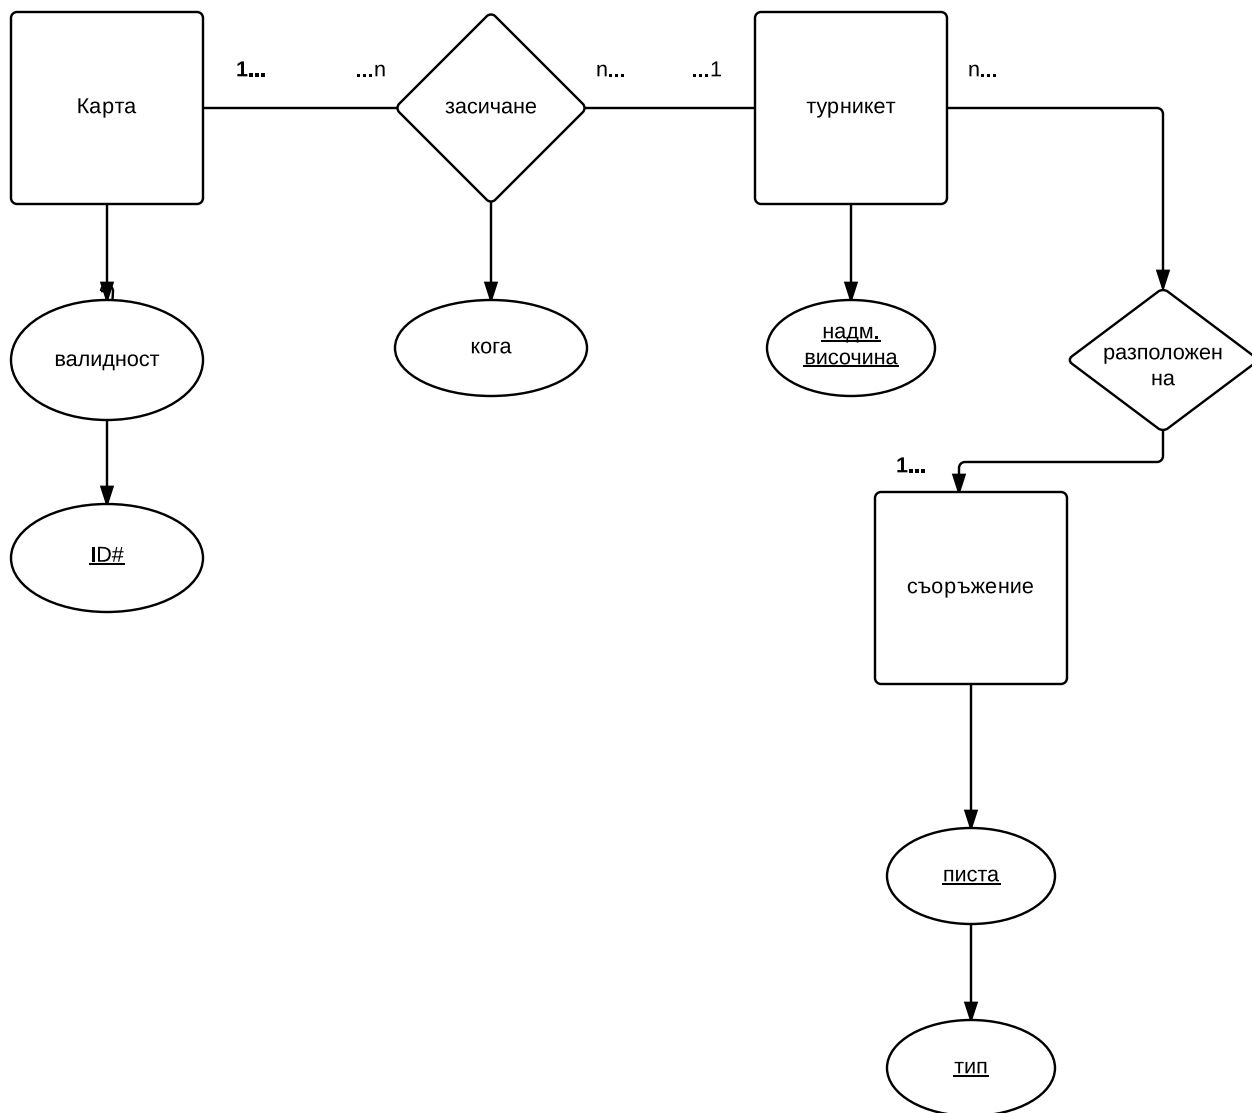 1... ...n n... ...1 n...
Карта засичане турникет
валидност
кога
надм.
височина
разположен
на
1...
ID#
съоръжение
писта
тип